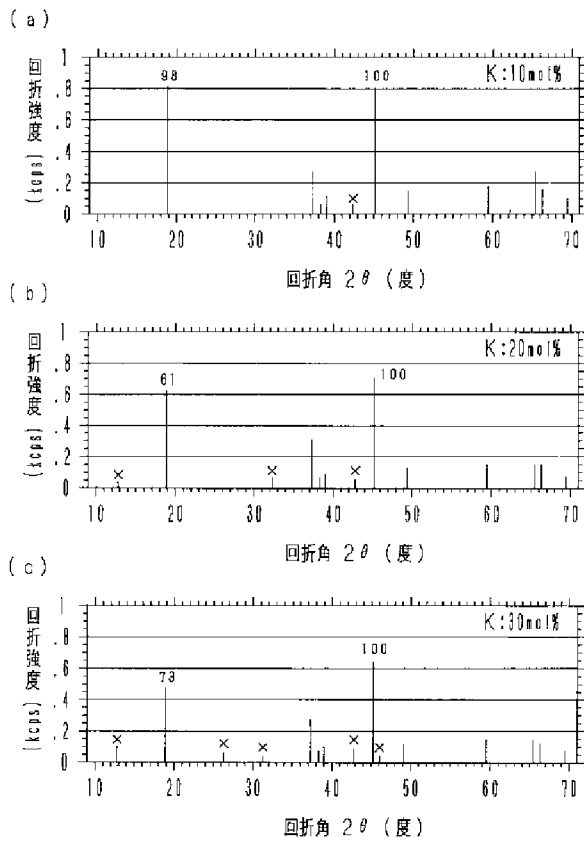 (a)
回折強度 (kcps)
1
.8
.6
.4
.2
0
98
100
K:10mol%
×
10 20 30 40 50 60 70
回折角 2θ (度)
(b)
回折強度 (kcps)
1
.8
.6
.4
.2
0
61
100
K:20mol%
× × ×
10 20 30 40 50 60 70
回折角 2θ (度)
(c)
回折強度 (kcps)
1
.8
.6
.4
.2
0
73
100
K:30mol%
× × × × ×
10 20 30 40 50 60 70
回折角 2θ (度)